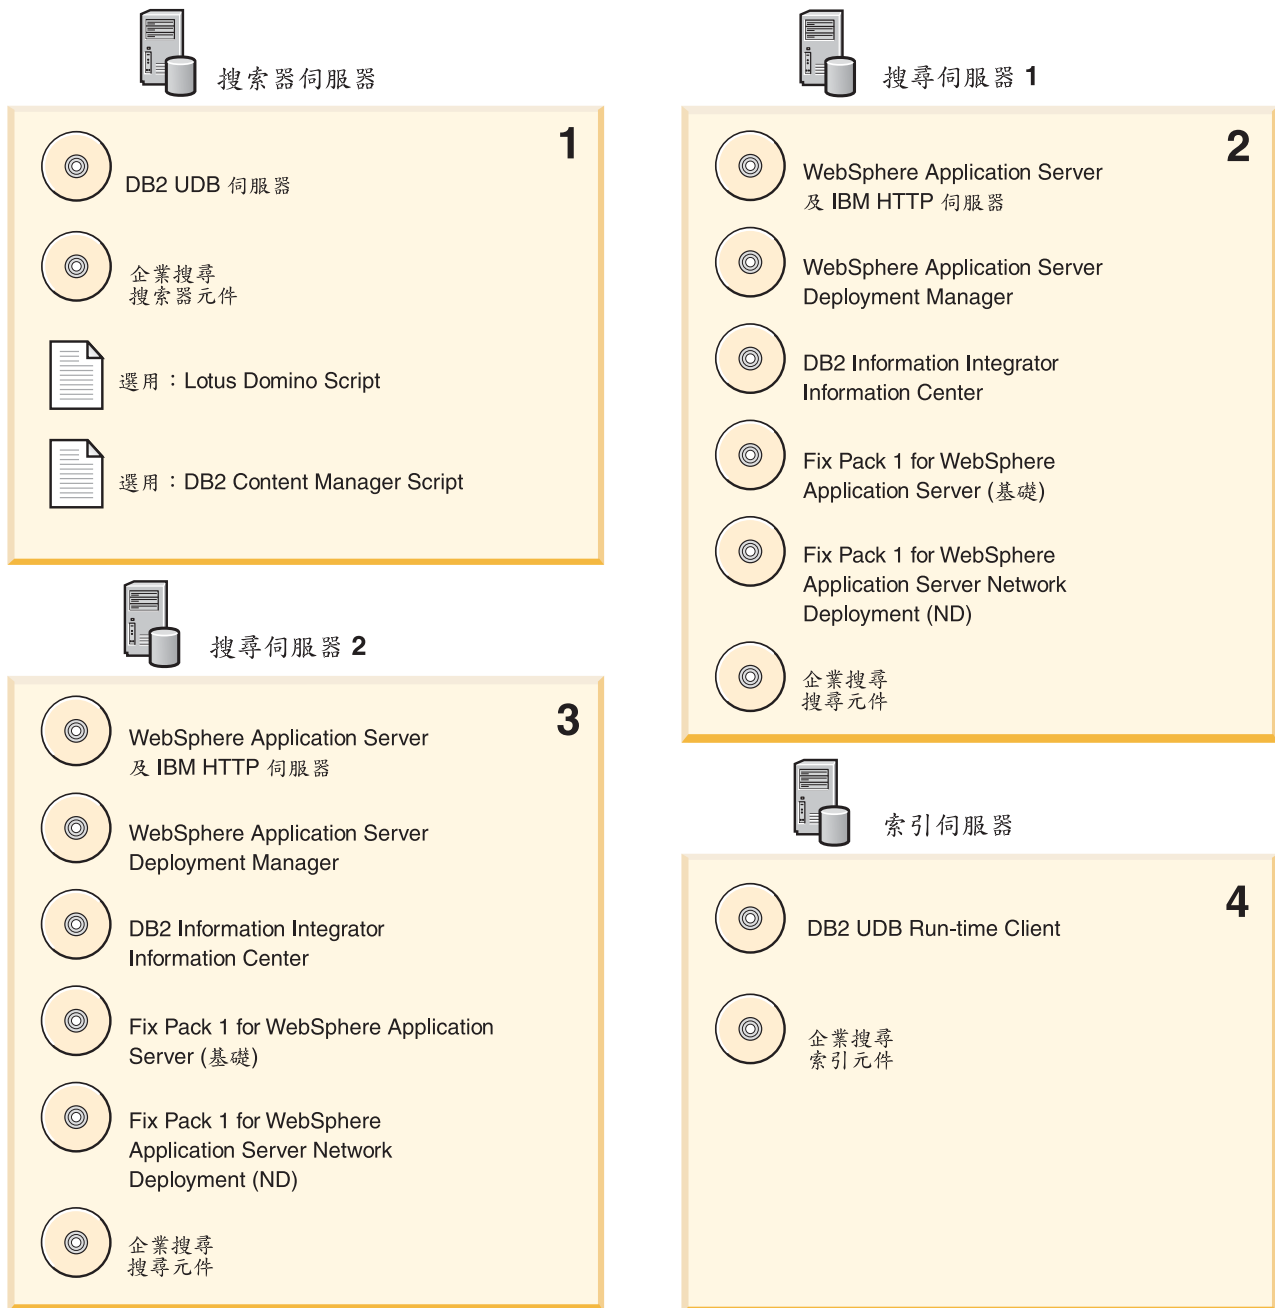 搜索器伺服器
1
DB2 UDB 伺服器
企業搜尋
搜索器元件
選用：Lotus Domino Script
選用：DB2 Content Manager Script
搜尋伺服器 1
2
WebSphere Application Server
及 IBM HTTP 伺服器
WebSphere Application Server
Deployment Manager
DB2 Information Integrator
Information Center
Fix Pack 1 for WebSphere
Application Server (基礎)
Fix Pack 1 for WebSphere
Application Server Network
Deployment (ND)
企業搜尋
搜尋元件
搜尋伺服器 2
3
WebSphere Application Server
及 IBM HTTP 伺服器
WebSphere Application Server
Deployment Manager
DB2 Information Integrator
Information Center
Fix Pack 1 for WebSphere Application
Server (基礎)
Fix Pack 1 for WebSphere
Application Server Network
Deployment (ND)
企業搜尋
搜尋元件
索引伺服器
4
DB2 UDB Run-time Client
企業搜尋
索引元件